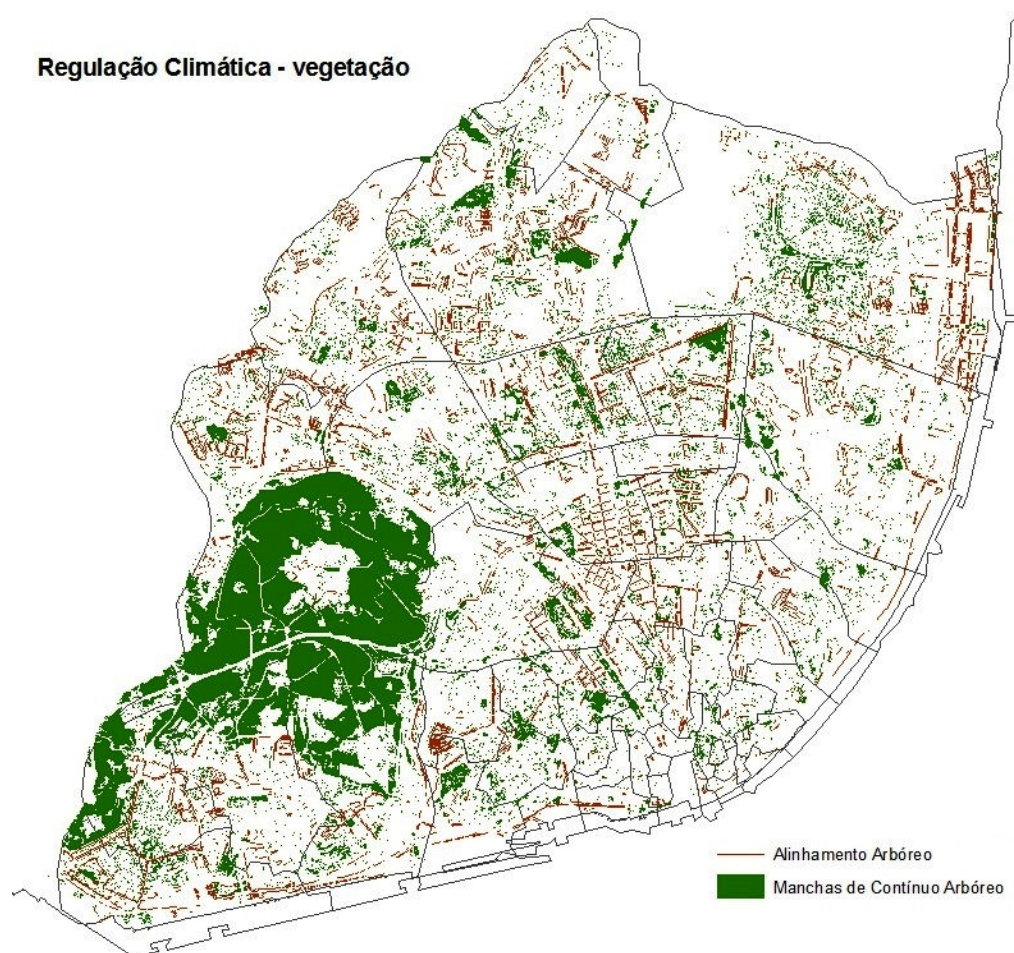 Regulação Climática - vegetação
Alinhamento Arbóreo
Manchas de Contínuo Arbóreo